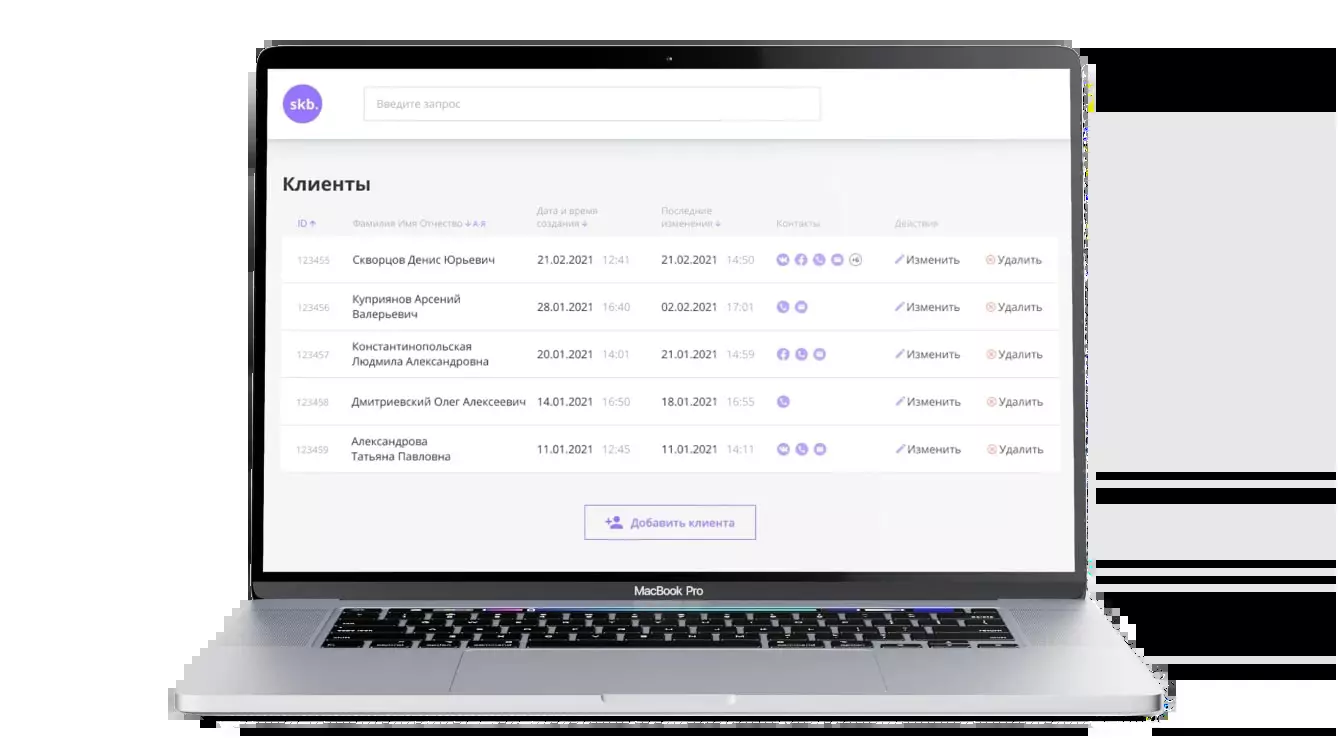 skb.
Введите запрос
Клиенты
ID Фамилия Имя Отчество А-Я Дата и время создания Последние изменения Контакты Действия
123455 Скворцов Денис Юрьевич 21.02.2021 12:41 21.02.2021 14:50 +6 Изменить Удалить
123456 Куприянов Арсений Валерьевич 28.01.2021 16:40 02.02.2021 17:01 Изменить Удалить
123457 Константинопольская Людмила Александровна 20.01.2021 14:01 21.01.2021 14:59 Изменить Удалить
123458 Дмитриевский Олег Алексеевич 14.01.2021 16:50 18.01.2021 16:55 Изменить Удалить
123459 Александрова Татьяна Павловна 11.01.2021 12:45 11.01.2021 14:11 Изменить Удалить
Добавить клиента
MacBook Pro